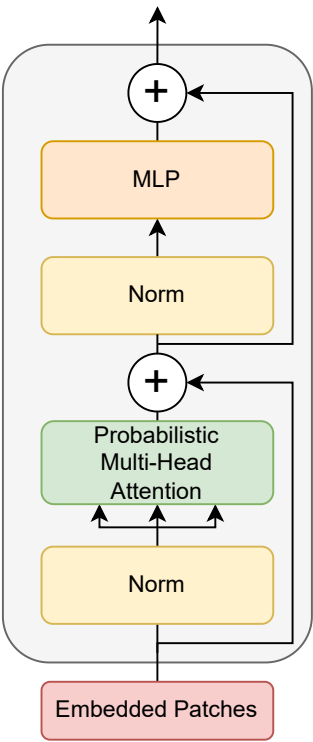 +
MLP
Norm
+
Probabilistic
Multi-Head
Attention
Norm
Embedded Patches